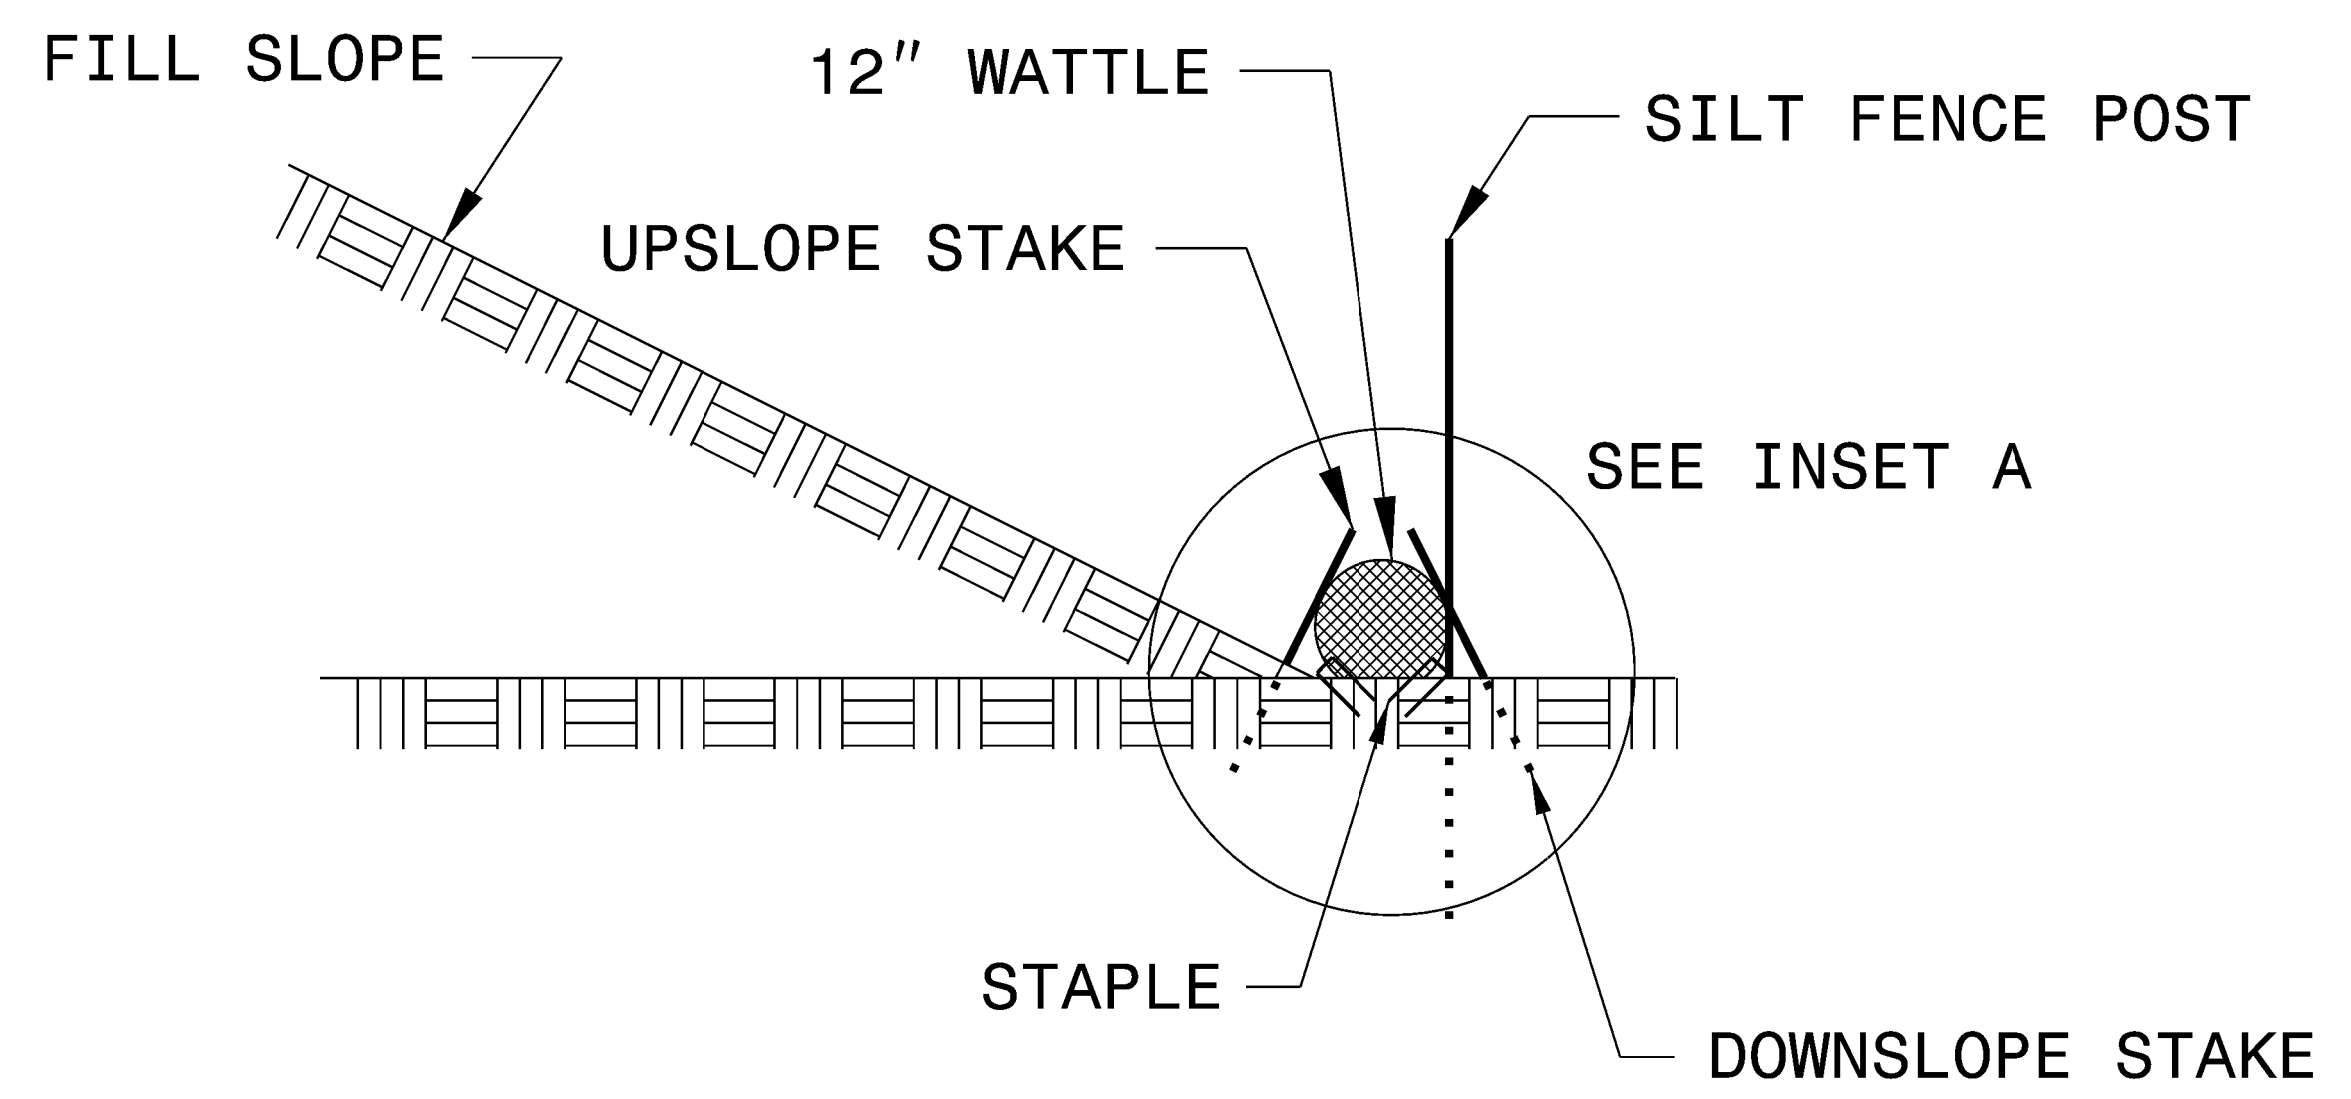 FILL SLOPE
12" WATTLE
SILT FENCE POST
UPSLOPE STAKE
SEE INSET A
STAPLE
DOWNSLOPE STAKE